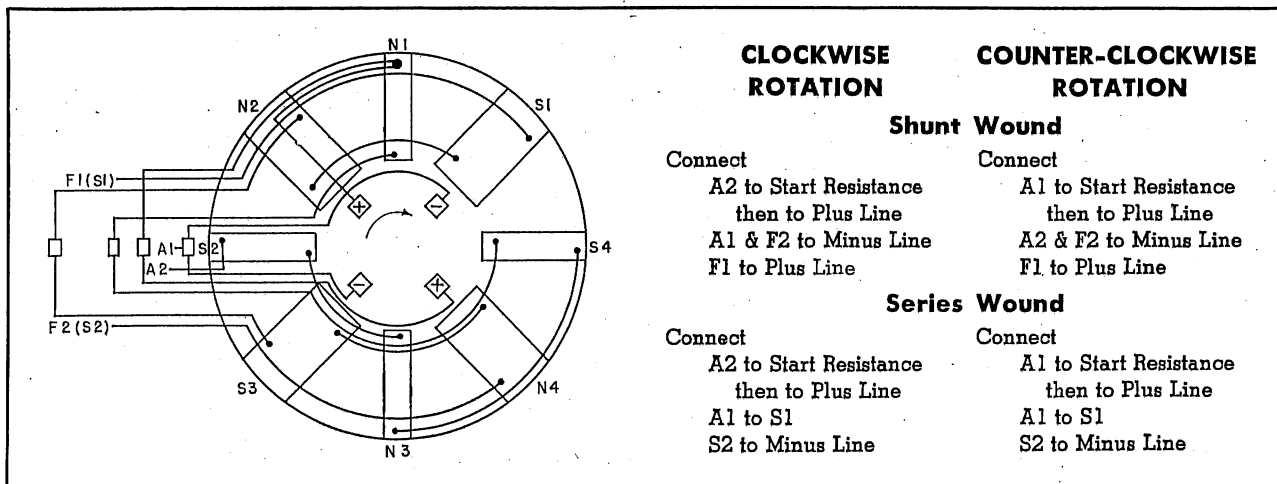 N1
N2
S1
F1(S1)
A1
S2
S4
A2
F2(S2)
S3
N4
N3
+
-
-
+
CLOCKWISE
ROTATION
COUNTER-CLOCKWISE
ROTATION
Shunt Wound
Connect
A2 to Start Resistance
then to Plus Line
A1 & F2 to Minus Line
F1 to Plus Line
Connect
A1 to Start Resistance
then to Plus Line
A2 & F2 to Minus Line
F1 to Plus Line
Series Wound
Connect
A2 to Start Resistance
then to Plus Line
A1 to S1
S2 to Minus Line
Connect
A1 to Start Resistance
then to Plus Line
A1 to S1
S2 to Minus Line